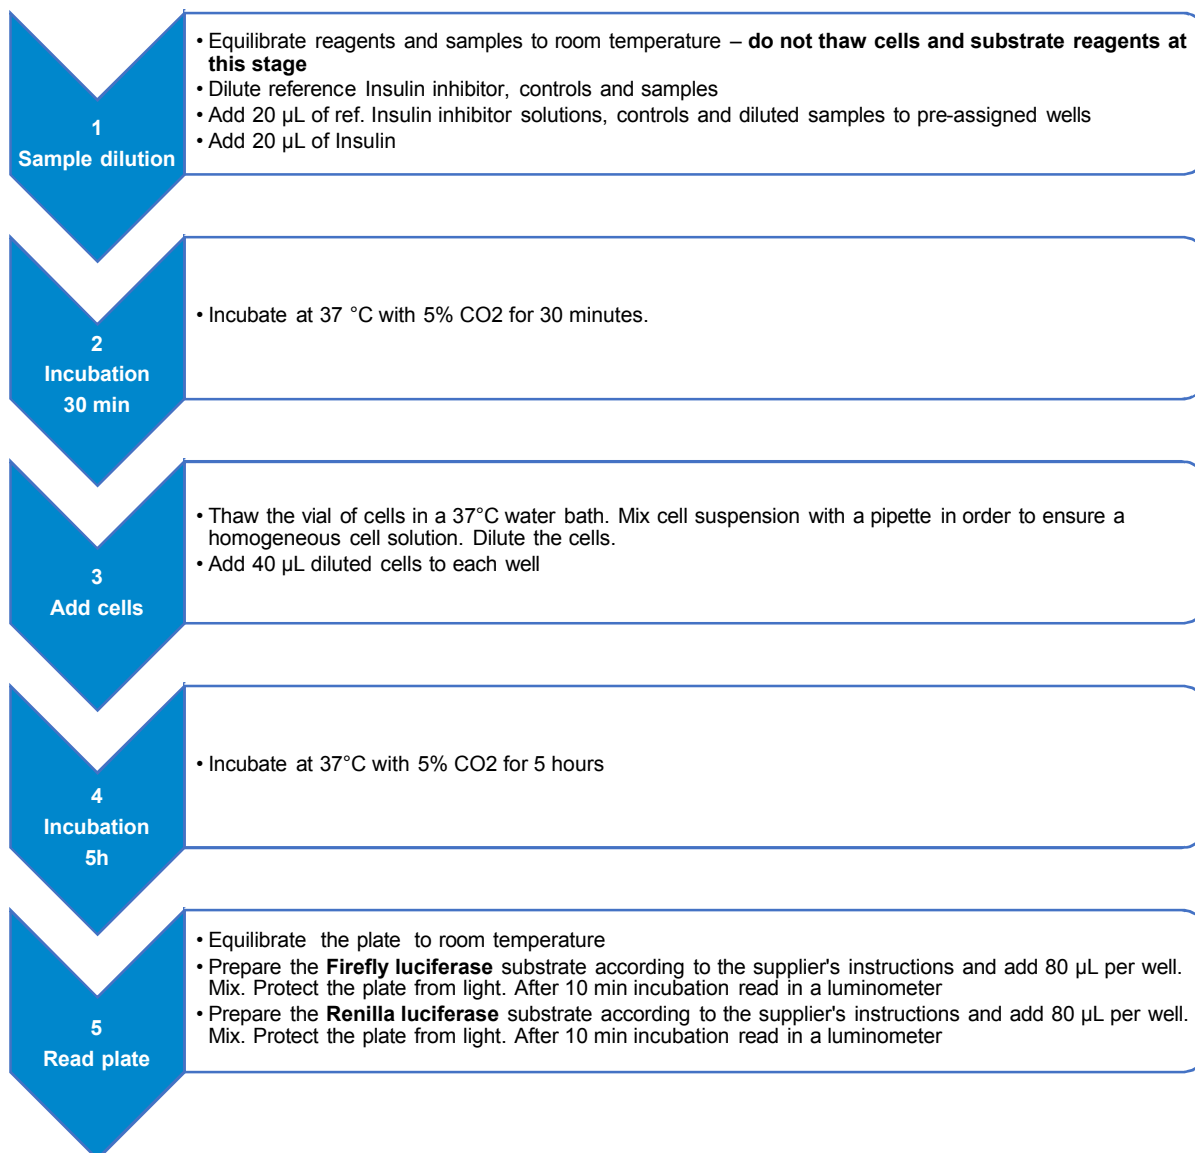 1
Sample dilution
• Equilibrate reagents and samples to room temperature – do not thaw cells and substrate reagents at
this stage
• Dilute reference Insulin inhibitor, controls and samples
• Add 20 µL of ref. Insulin inhibitor solutions, controls and diluted samples to pre-assigned wells
• Add 20 µL of Insulin
2
Incubation
30 min
• Incubate at 37 °C with 5% CO2 for 30 minutes.
3
Add cells
• Thaw the vial of cells in a 37°C water bath. Mix cell suspension with a pipette in order to ensure a
homogeneous cell solution. Dilute the cells.
• Add 40 µL diluted cells to each well
4
Incubation
5h
• Incubate at 37°C with 5% CO2 for 5 hours
5
Read plate
• Equilibrate the plate to room temperature
• Prepare the Firefly luciferase substrate according to the supplier's instructions and add 80 µL per well.
Mix. Protect the plate from light. After 10 min incubation read in a luminometer
• Prepare the Renilla luciferase substrate according to the supplier's instructions and add 80 µL per well.
Mix. Protect the plate from light. After 10 min incubation read in a luminometer